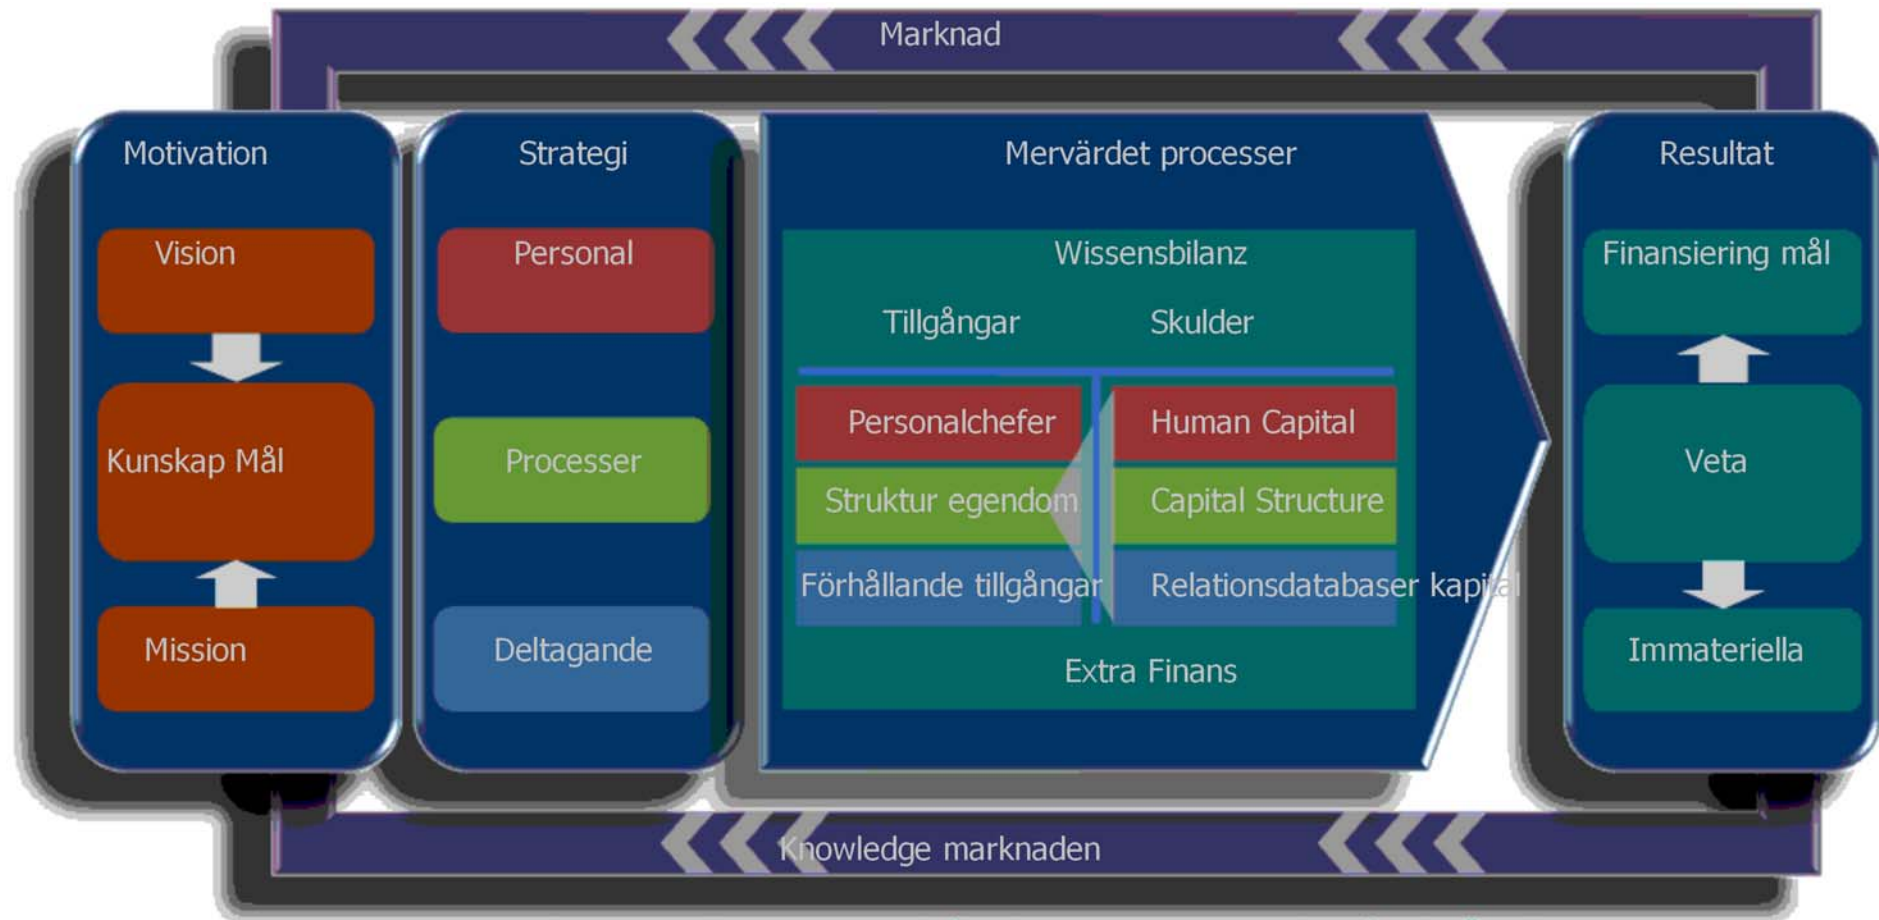 Marknad
Motivation
Vision
Kunskap Mål
Mission
Strategi
Personal
Processer
Deltagande
Mervärdet processer
Wissensbilanz
Tillgångar
Skulder
Personalchefer
Human Capital
Struktur egendom
Capital Structure
Förhållande tillgångar
Relationsdatabaser kapital
Extra Finans
Resultat
Finansiering mål
Veta
Immateriella
Knowledge marknaden